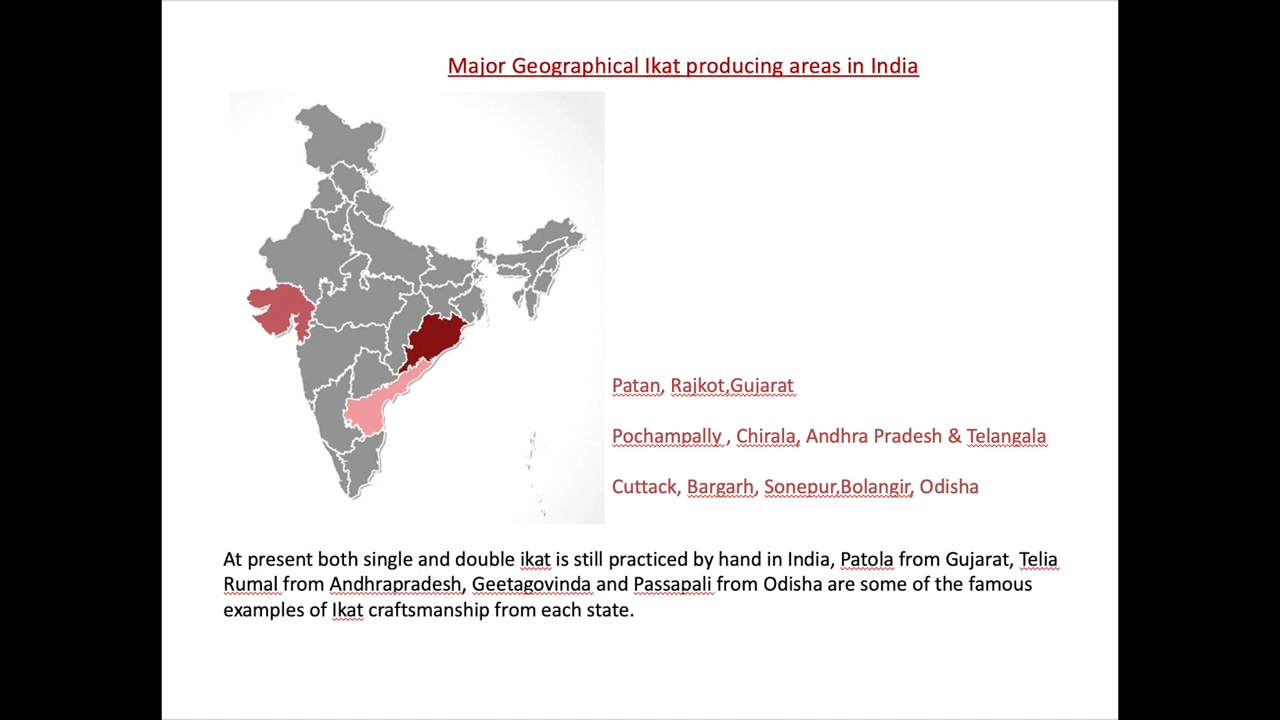 Major Geographical Ikat producing areas in India
Patan, Rajkot,Gujarat
Pochampally , Chirala, Andhra Pradesh & Telangala
Cuttack, Bargarh, Sonepur,Bolangir, Odisha
At present both single and double ikat is still practiced by hand in India, Patola from Gujarat, Telia
Rumal from Andhrapradesh, Geetagovinda and Passapali from Odisha are some of the famous
examples of Ikat craftsmanship from each state.